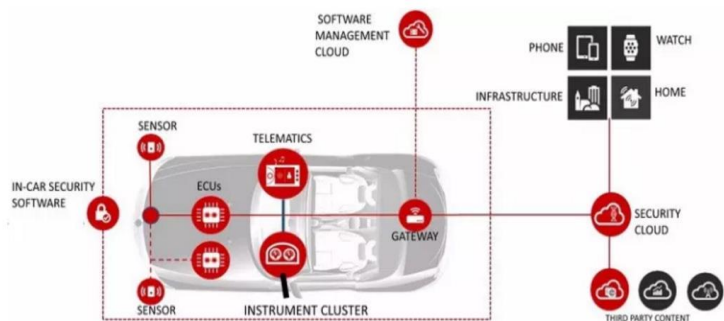 SOFTWARE
MANAGEMENT
CLOUD
PHONE
WATCH
INFRASTRUCTURE
HOME
SENSOR
TELEMATICS
IN-CAR SECURITY
SOFTWARE
ECUs
GATEWAY
SECURITY
CLOUD
SENSOR
INSTRUMENT CLUSTER
THIRD PARTY CONTENT